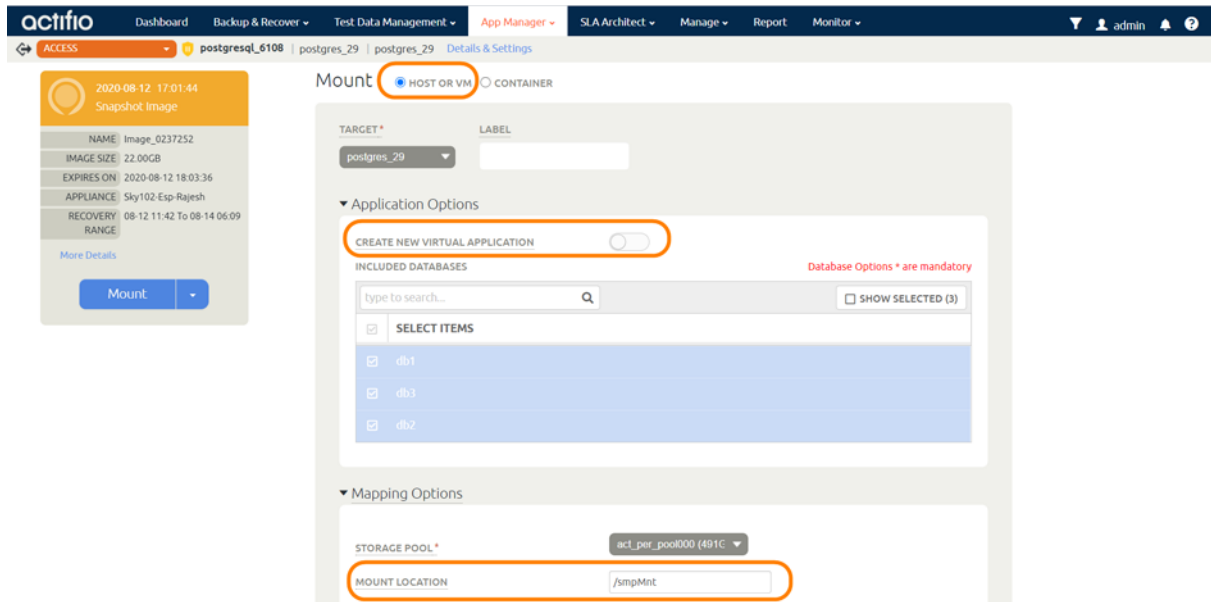 actifio Dashboard Backup & Recover Test Data Management App Manager SLA Architect Manage Report Monitor admin
ACCESS postgresql_6108 | postgres_29 | postgres_29 Details & Settings
2020-08-12 17:01:44
Snapshot Image
NAME Image_0237252
IMAGE SIZE 22.00GB
EXPIRES ON 2020-08-12 18:03:36
APPLIANCE Sky102-Esp-Rajesh
RECOVERY RANGE 08-12 11:42 To 08-14 06:09
More Details
Mount
Mount HOST OR VM CONTAINER
TARGET* LABEL
postgres_29
Application Options
CREATE NEW VIRTUAL APPLICATION
INCLUDED DATABASES Database Options * are mandatory
type to search... SHOW SELECTED (3)
SELECT ITEMS
db1
db3
db2
Mapping Options
STORAGE POOL* act_per_pool000 (491G
MOUNT LOCATION /smpMnt